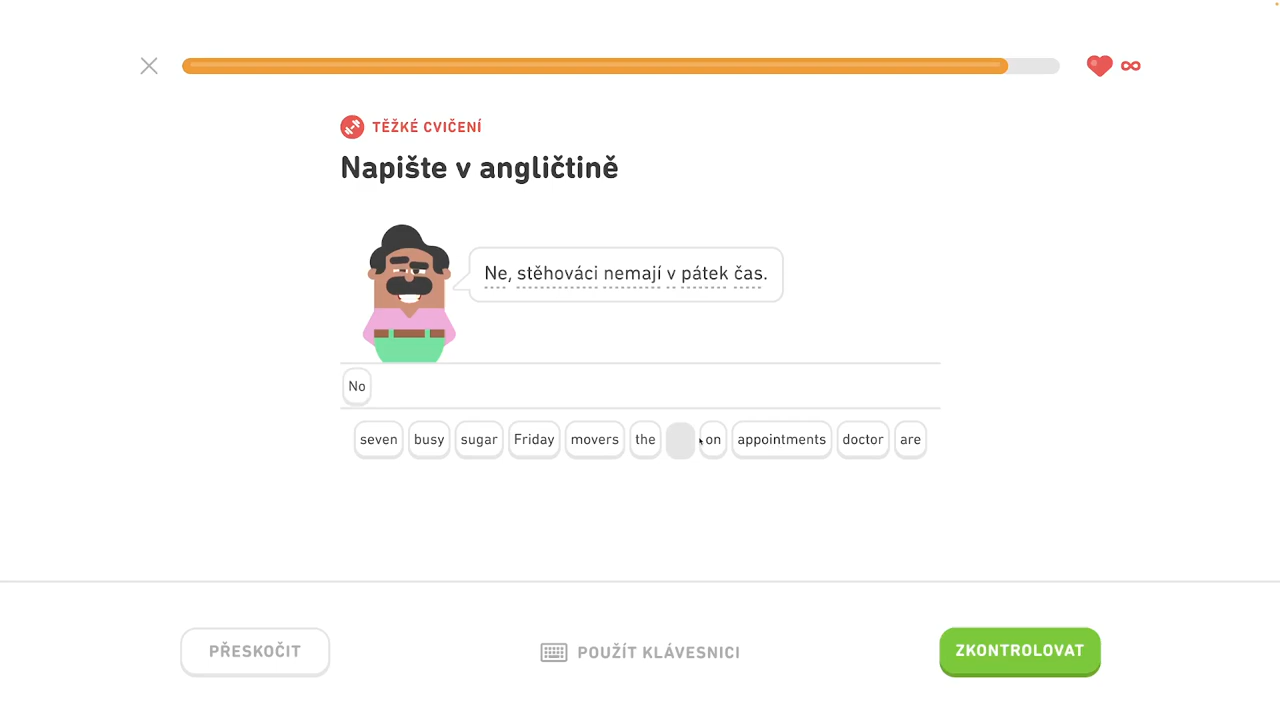 ∞
TĚŽKÉ CVIČENÍ
Napište v angličtině
Ne, stěhováci nemají v pátek čas.
No
seven busy sugar Friday movers the on appointments doctor are
PŘESKOČIT POUŽÍT KLÁVESNICI ZKONTROLOVAT